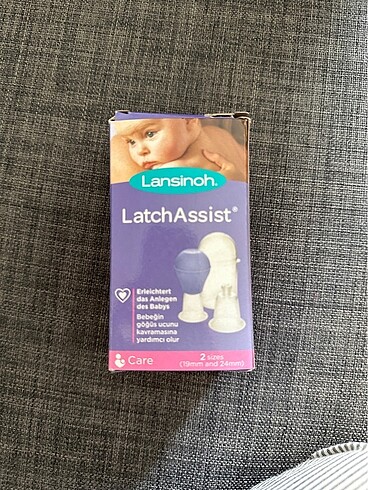 Lansinoh®
LatchAssist®
Erleichtert
das Anlegen
des Babys
Bebeğin
göğüs ucunu
kavramasına
yardımcı olur
Care
2 sizes
(19mm and 24mm)